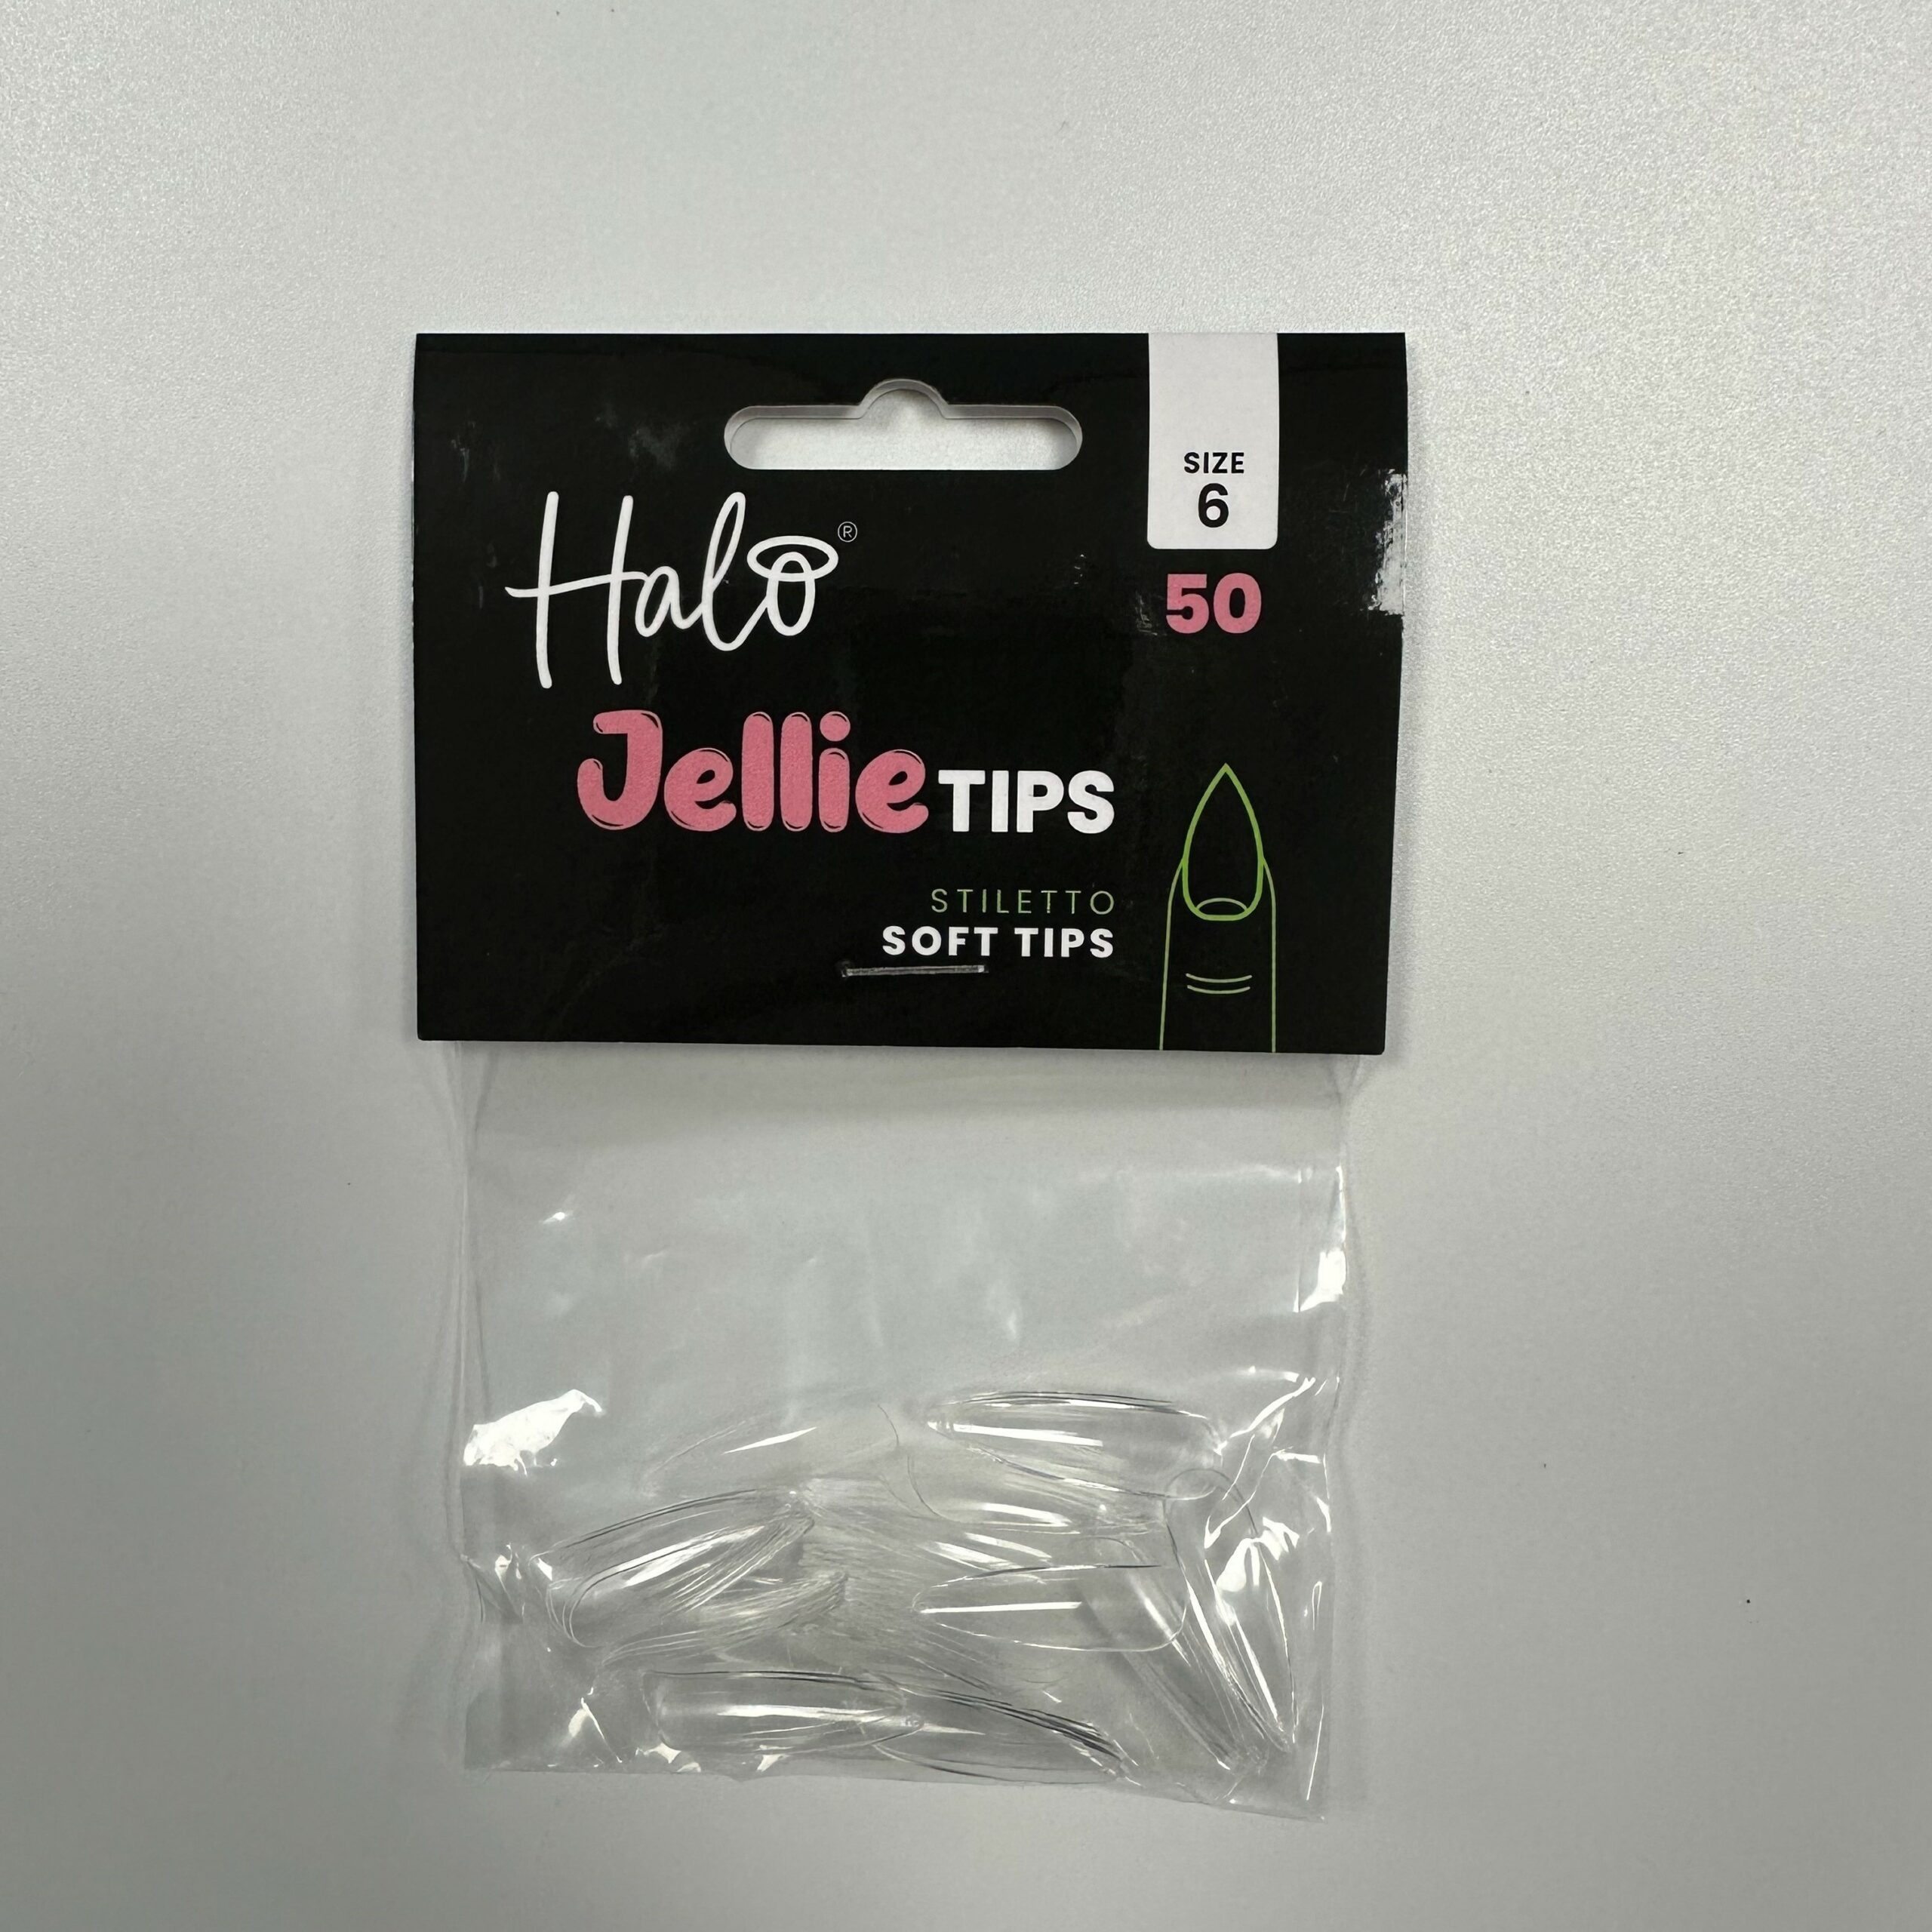 SIZE
6
Halo®
50
Jellie TIPS
STILETTO
SOFT TIPS